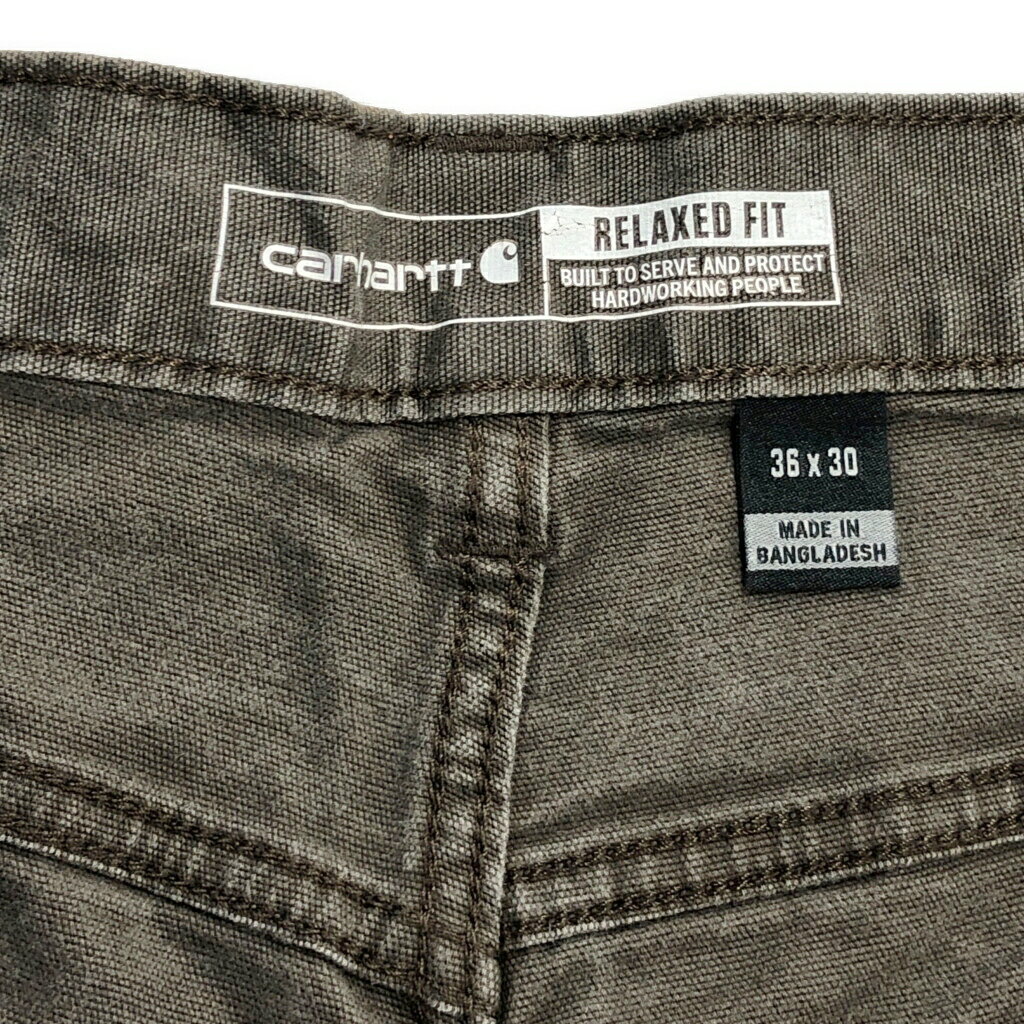 carhartt
RELAXED FIT
BUILT TO SERVE AND PROTECT
HARDWORKING PEOPLE
36 x 30
MADE IN
BANGLADESH